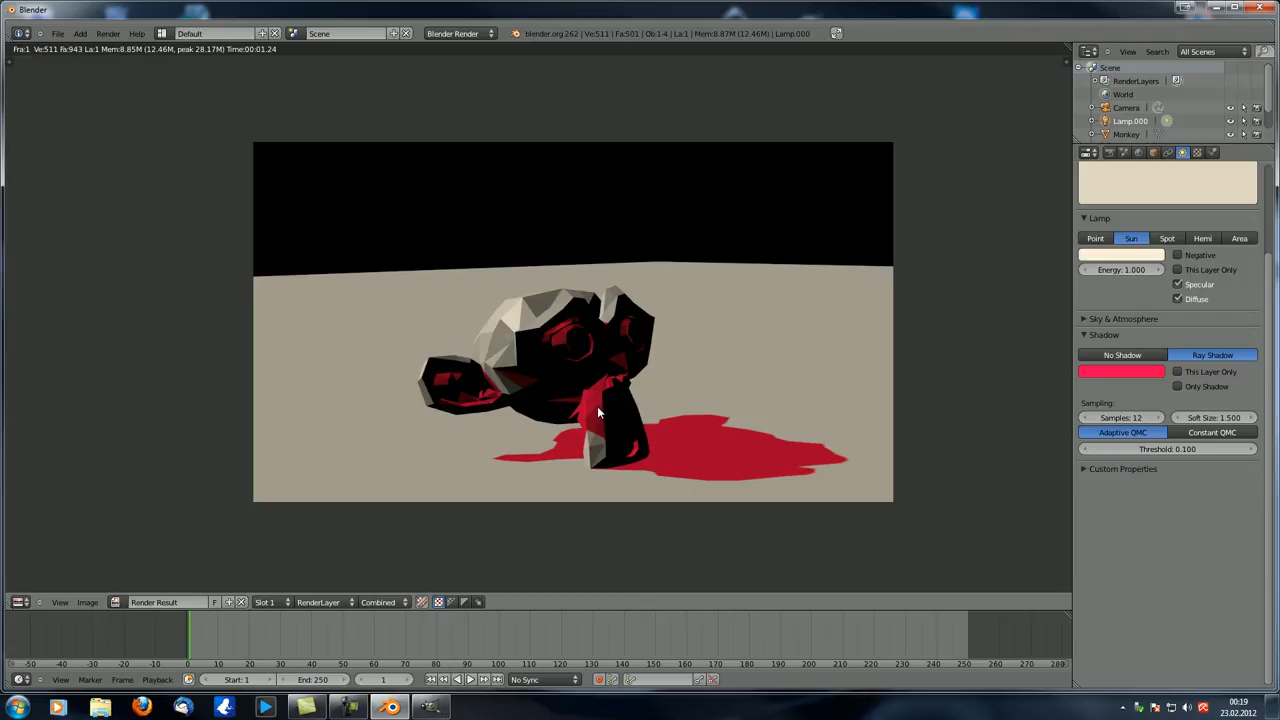 Blender
File Add Render Help Default Scene Blender Render blender.org 262 | Ve:511 | Fa:501 | Ob:1-4 | La:1 | Mem:8.87M (12.46M) | Lamp.000
Fra:1 Ve:511 Fa:943 La:1 Mem:8.85M (12.46M, peak 28.17M) Time:00:01.24
View Search All Scenes
Scene
RenderLayers
World
Camera
Lamp.000
Monkey
Lamp
Point Sun Spot Hemi Area
Negative
Energy: 1.000 This Layer Only
Specular
Diffuse
Sky & Atmosphere
Shadow
No Shadow Ray Shadow
This Layer Only
Only Shadow
Sampling:
Samples: 12 Soft Size: 1.500
Adaptive QMC Constant QMC
Threshold: 0.100
Custom Properties
View Image Render Result F Slot 1 RenderLayer Combined
-50 -40 -30 -20 -10 0 10 20 30 40 50 60 70 80 90 100 110 120 130 140 150 160 170 180 190 200 210 220 230 240 250 260 270 280
View Marker Frame Playback Start: 1 End: 250 1 No Sync
00:19
23.02.2012